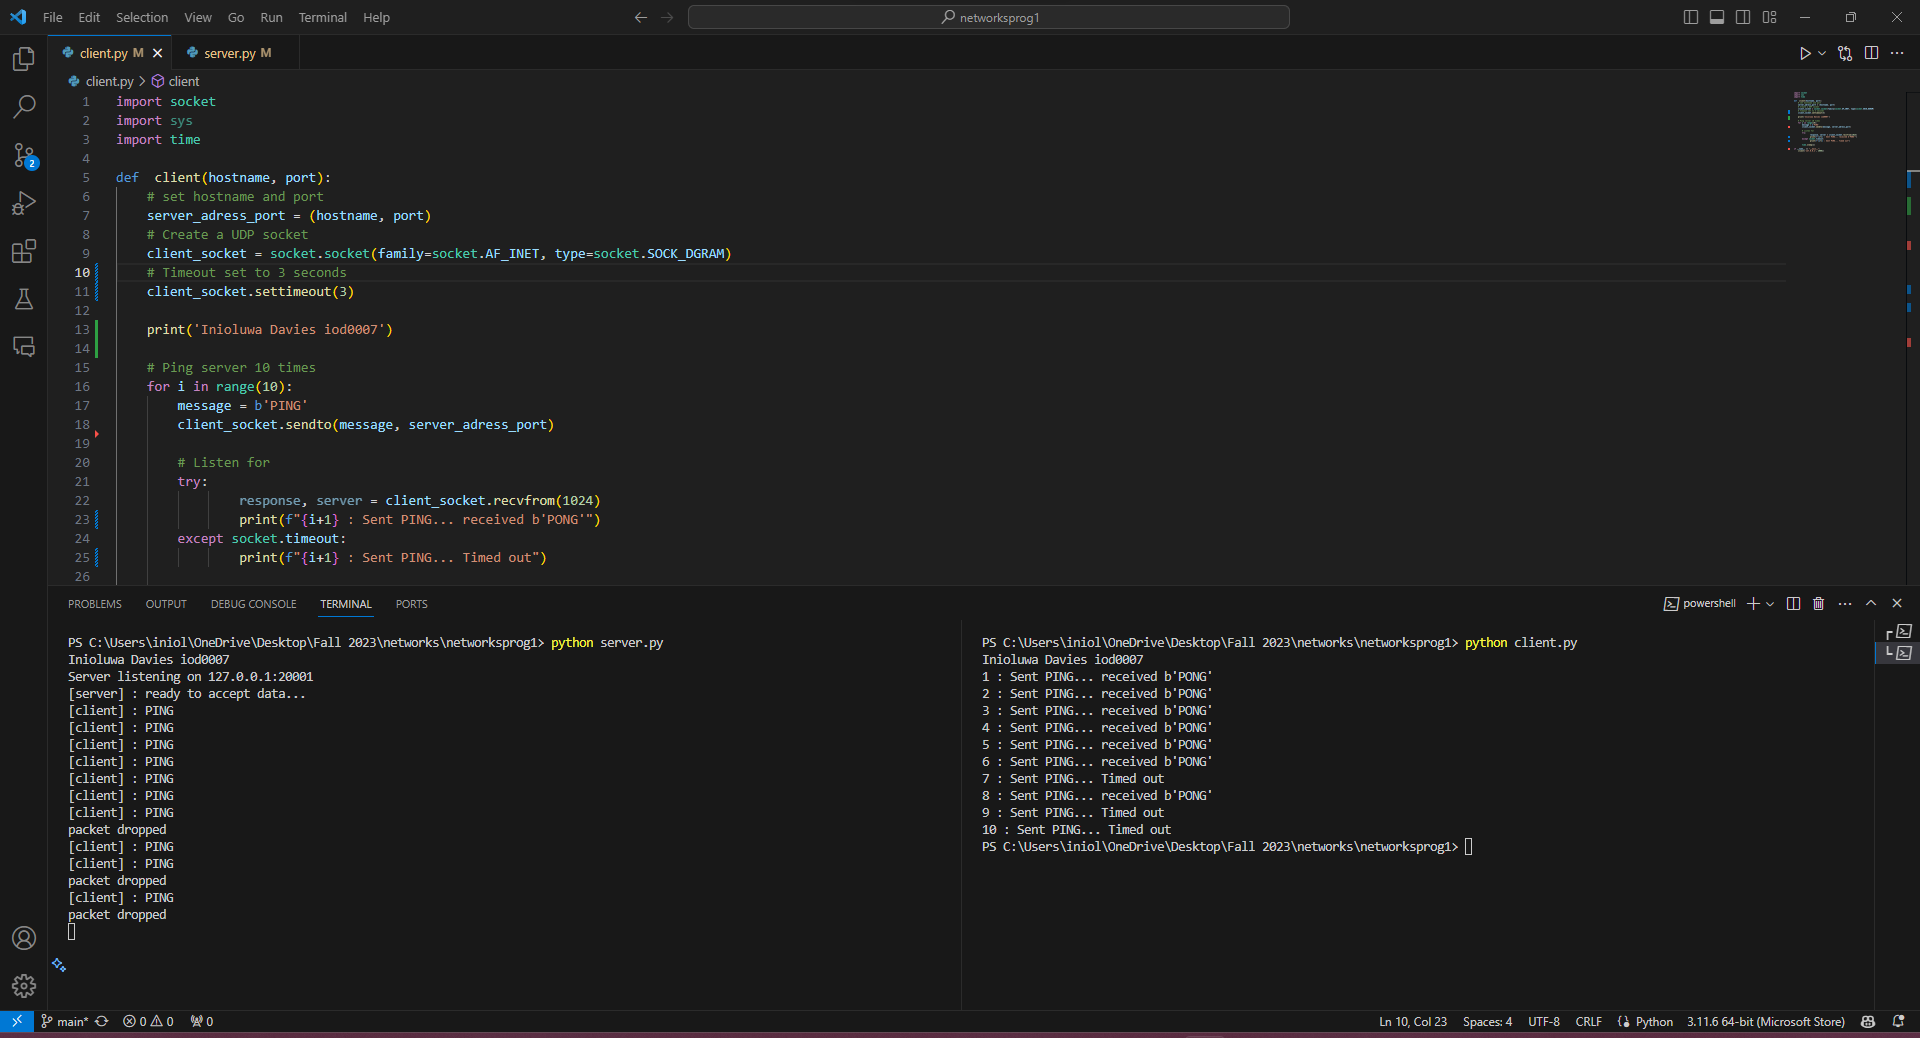 File Edit Selection View Go Run Terminal Help
networksprog1
client.py M
server.py M
client.py > client
1 import socket
2 import sys
3 import time
4
5 def  client(hostname, port):
6 # set hostname and port
7 server_adress_port = (hostname, port)
8 # Create a UDP socket
9 client_socket = socket.socket(family=socket.AF_INET, type=socket.SOCK_DGRAM)
10 # Timeout set to 3 seconds
11 client_socket.settimeout(3)
12
13 print('Inioluwa Davies iod0007')
14
15 # Ping server 10 times
16 for i in range(10):
17 message = b'PING'
18 client_socket.sendto(message, server_adress_port)
19
20 # Listen for
21 try:
22 response, server = client_socket.recvfrom(1024)
23 print(f"{i+1} : Sent PING... received b'PONG'")
24 except socket.timeout:
25 print(f"{i+1} : Sent PING... Timed out")
26
2
PROBLEMS OUTPUT DEBUG CONSOLE TERMINAL PORTS
powershell
PS C:\Users\iniol\OneDrive\Desktop\Fall 2023\networks\networksprog1> python server.py
Inioluwa Davies iod0007
Server listening on 127.0.0.1:20001
[server] : ready to accept data...
[client] : PING
[client] : PING
[client] : PING
[client] : PING
[client] : PING
[client] : PING
[client] : PING
packet dropped
[client] : PING
[client] : PING
packet dropped
[client] : PING
packet dropped
PS C:\Users\iniol\OneDrive\Desktop\Fall 2023\networks\networksprog1> python client.py
Inioluwa Davies iod0007
1 : Sent PING... received b'PONG'
2 : Sent PING... received b'PONG'
3 : Sent PING... received b'PONG'
4 : Sent PING... received b'PONG'
5 : Sent PING... received b'PONG'
6 : Sent PING... received b'PONG'
7 : Sent PING... Timed out
8 : Sent PING... received b'PONG'
9 : Sent PING... Timed out
10 : Sent PING... Timed out
PS C:\Users\iniol\OneDrive\Desktop\Fall 2023\networks\networksprog1>
main* 0 0 0
Ln 10, Col 23 Spaces: 4 UTF-8 CRLF Python 3.11.6 64-bit (Microsoft Store)